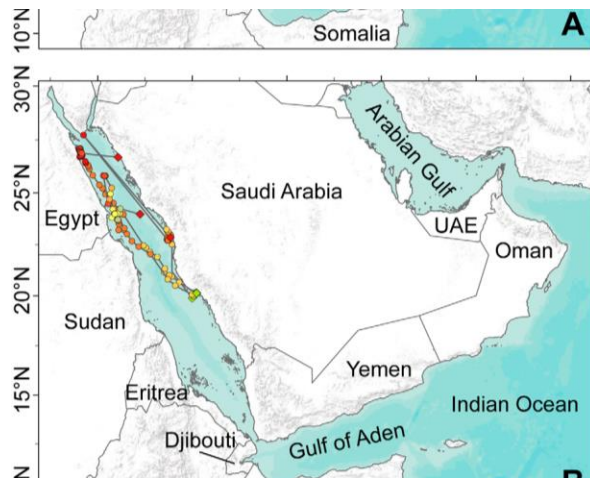 10°N
Somalia
A
30°N
Arabian Gulf
25°N
Saudi Arabia
Egypt
UAE
Oman
20°N
Sudan
Yemen
15°N
Eritrea
Indian Ocean
Djibouti
Gulf of Aden